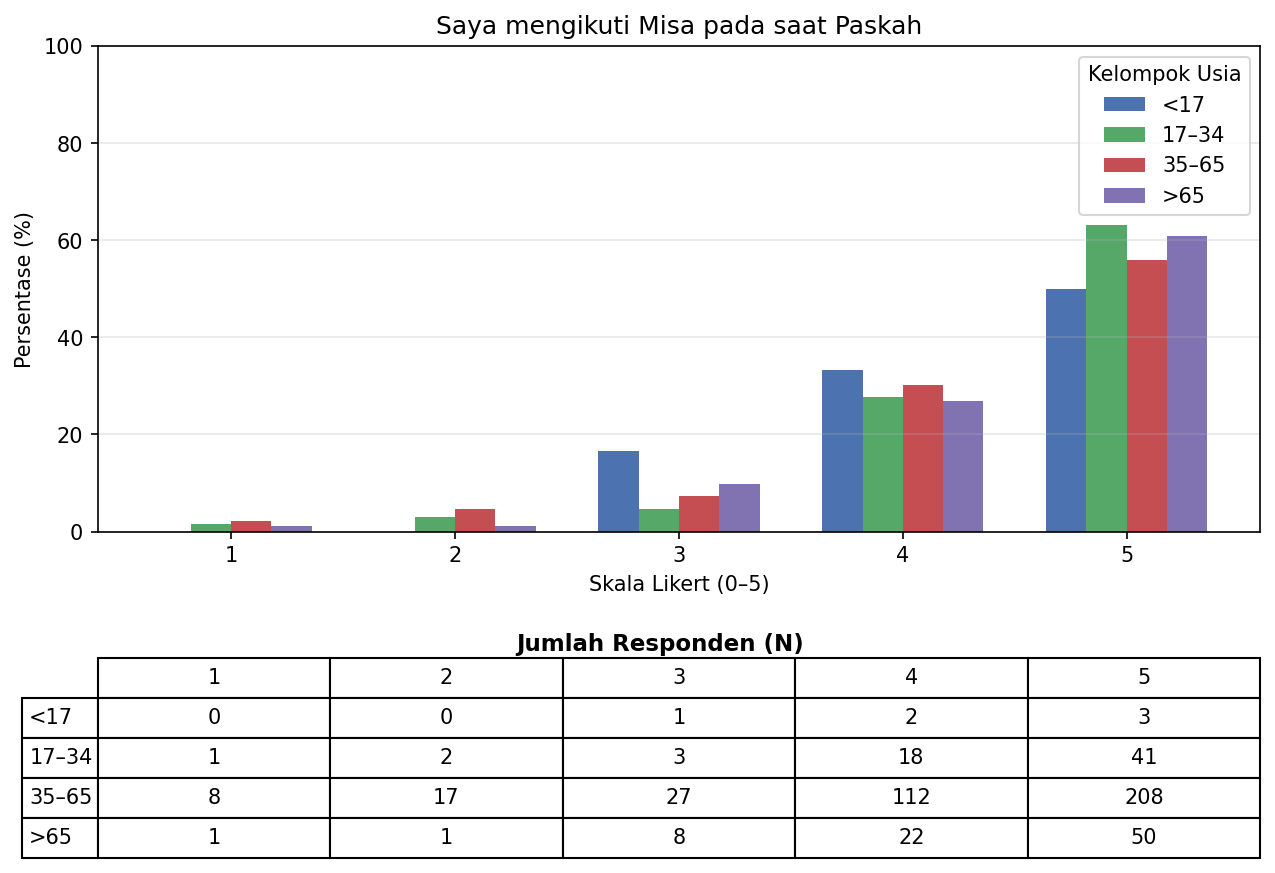 Saya mengikuti Misa pada saat Paskah
Persentase (%)
100
80
60
40
20
0
Kelompok Usia
<17
17–34
35–65
>65
1 2 3 4 5
Skala Likert (0–5)
Jumlah Responden (N)
1 2 3 4 5
<17 0 0 1 2 3
17–34 1 2 3 18 41
35–65 8 17 27 112 208
>65 1 1 8 22 50